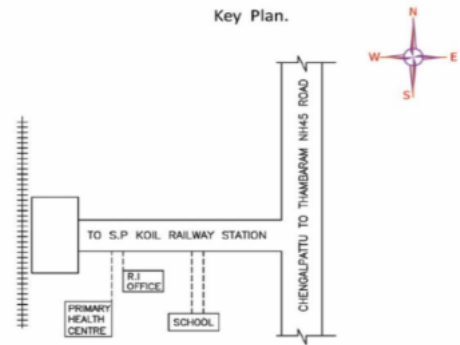 Key Plan.
N
W
E
S
CHENGALPATTU TO THAMBARAM NH45 ROAD
TO S.P KOIL RAILWAY STATION
R.I
OFFICE
PRIMARY
HEALTH
CENTRE
SCHOOL